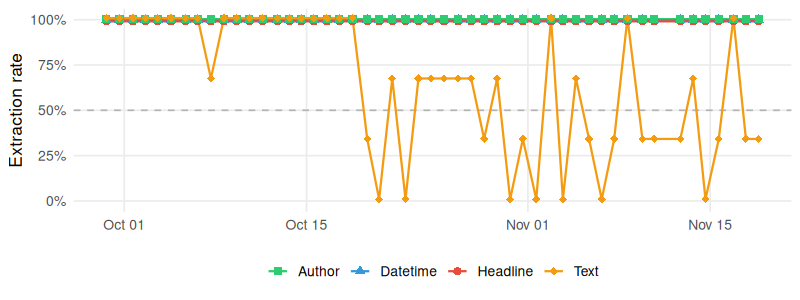 Extraction rate
100%
75%
50%
25%
0%
Oct 01 Oct 15 Nov 01 Nov 15
Author Datetime Headline Text